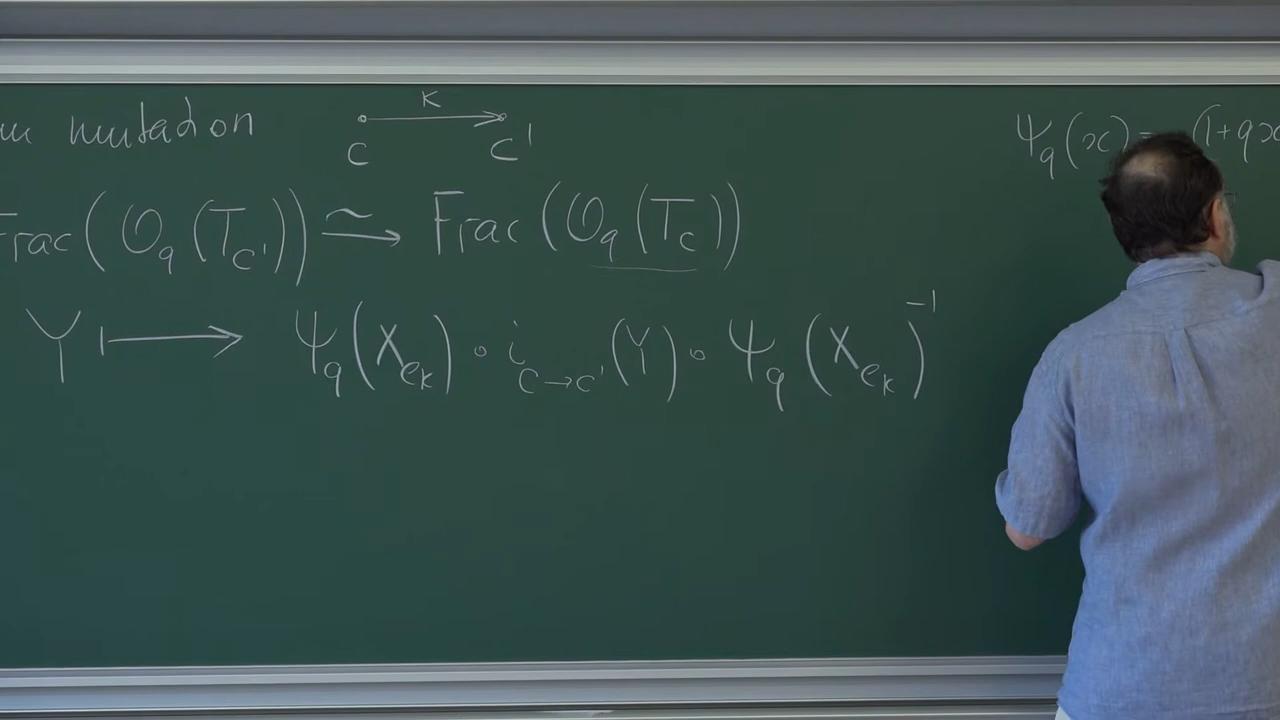 mutation c —k→ c'
Frac(O_q(T_c')) ≃→ Frac(O_q(T_c))
Y ↦ Ψ_q(X_{e_k}) ∘ i_{c→c'}(Y) ∘ Ψ_q(X_{e_k})^{-1}
Ψ_q(x) = (1+qx